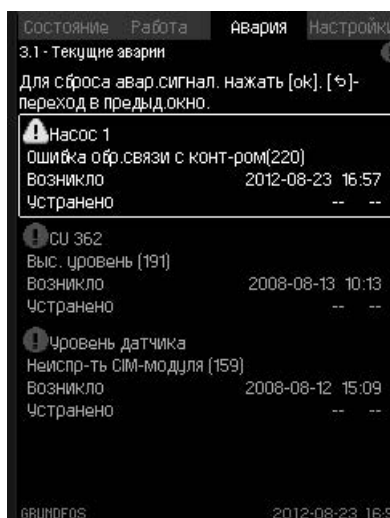 Состояние Работа Авария Настройки
3.1 - Текущие аварии
Для сброса авар.сигнал. нажать [ok]. [↶]-
переход в предыд.окно.
Насос 1
Ошибка обр.связи с конт-ром(220)
Возникло 2012-08-23 16:57
Устранено -- --
CU 362
Выс. уровень (191)
Возникло 2008-08-13 10:13
Устранено -- --
Уровень датчика
Неиспр-ть CIM-модуля (159)
Возникло 2008-08-12 15:09
Устранено -- --
GRUNDFOS 2012-08-23